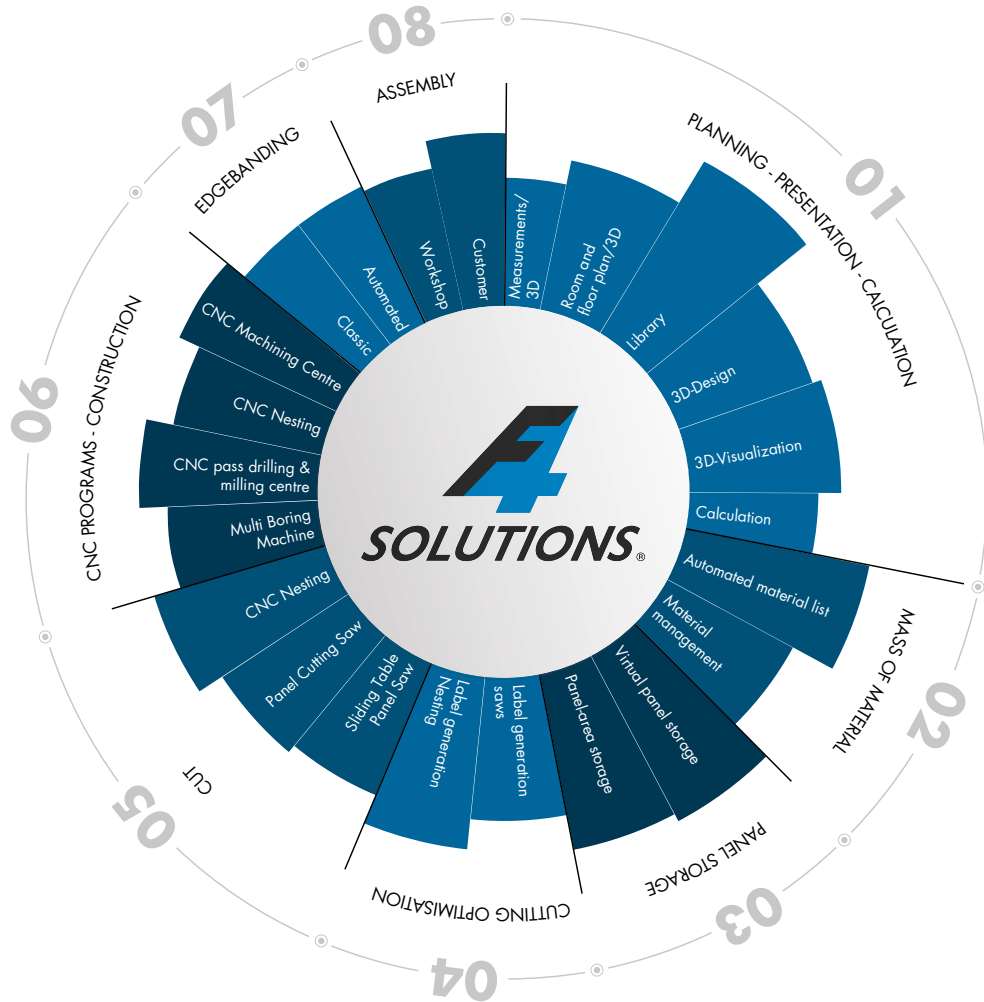 01
PLANNING - PRESENTATION - CALCULATION
Measurements/
3D
Room and
floor plan/3D
Library
3D-Design
3D-Visualization
Calculation
02
MASS OF MATERIAL
Automated material list
Material
management
03
PANEL STORAGE
Virtual panel storage
Panel-area storage
04
CUTTING OPTIMISATION
Label generation
saws
Label generation
Nesting
05
CUT
Sliding Table
Panel Saw
Panel Cutting Saw
CNC Nesting
06
CNC PROGRAMS - CONSTRUCTION
Multi Boring
Machine
CNC pass drilling &
milling centre
CNC Nesting
CNC Machining Centre
07
EDGEBANDING
Classic
Automated
08
ASSEMBLY
Workshop
Customer
F4
SOLUTIONS®